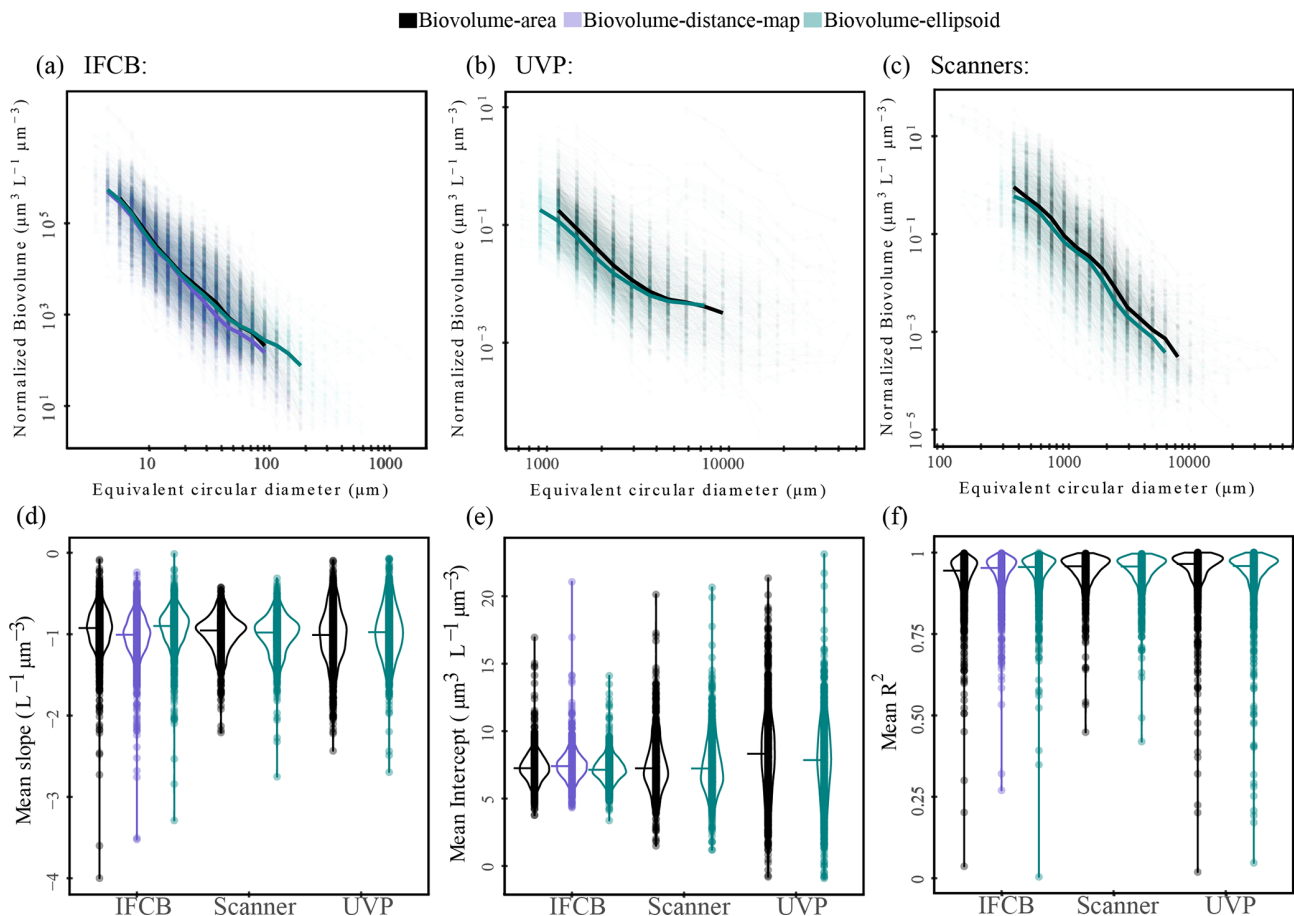 Biovolume-area Biovolume-distance-map Biovolume-ellipsoid
(a) IFCB:
(b) UVP:
(c) Scanners:
Normalized Biovolume (μm³ L⁻¹ μm⁻³)
10⁵
10³
10¹
10 100 1000
Equivalent circular diameter (μm)
Normalized Biovolume (μm³ L⁻¹ μm⁻³)
10¹
10⁻¹
10⁻³
1000 10000
Equivalent circular diameter (μm)
Normalized Biovolume (μm³ L⁻¹ μm⁻³)
10¹
10⁻¹
10⁻³
10⁻⁵
100 1000 10000
Equivalent circular diameter (μm)
(d)
Mean slope ( L⁻¹ μm⁻³)
0
−1
−2
−3
−4
IFCB Scanner UVP
(e)
Mean Intercept ( μm³ L⁻¹ μm⁻³)
20
15
10
5
0
IFCB Scanner UVP
(f)
Mean R²
1
0.75
0.50
0.25
0
IFCB Scanner UVP